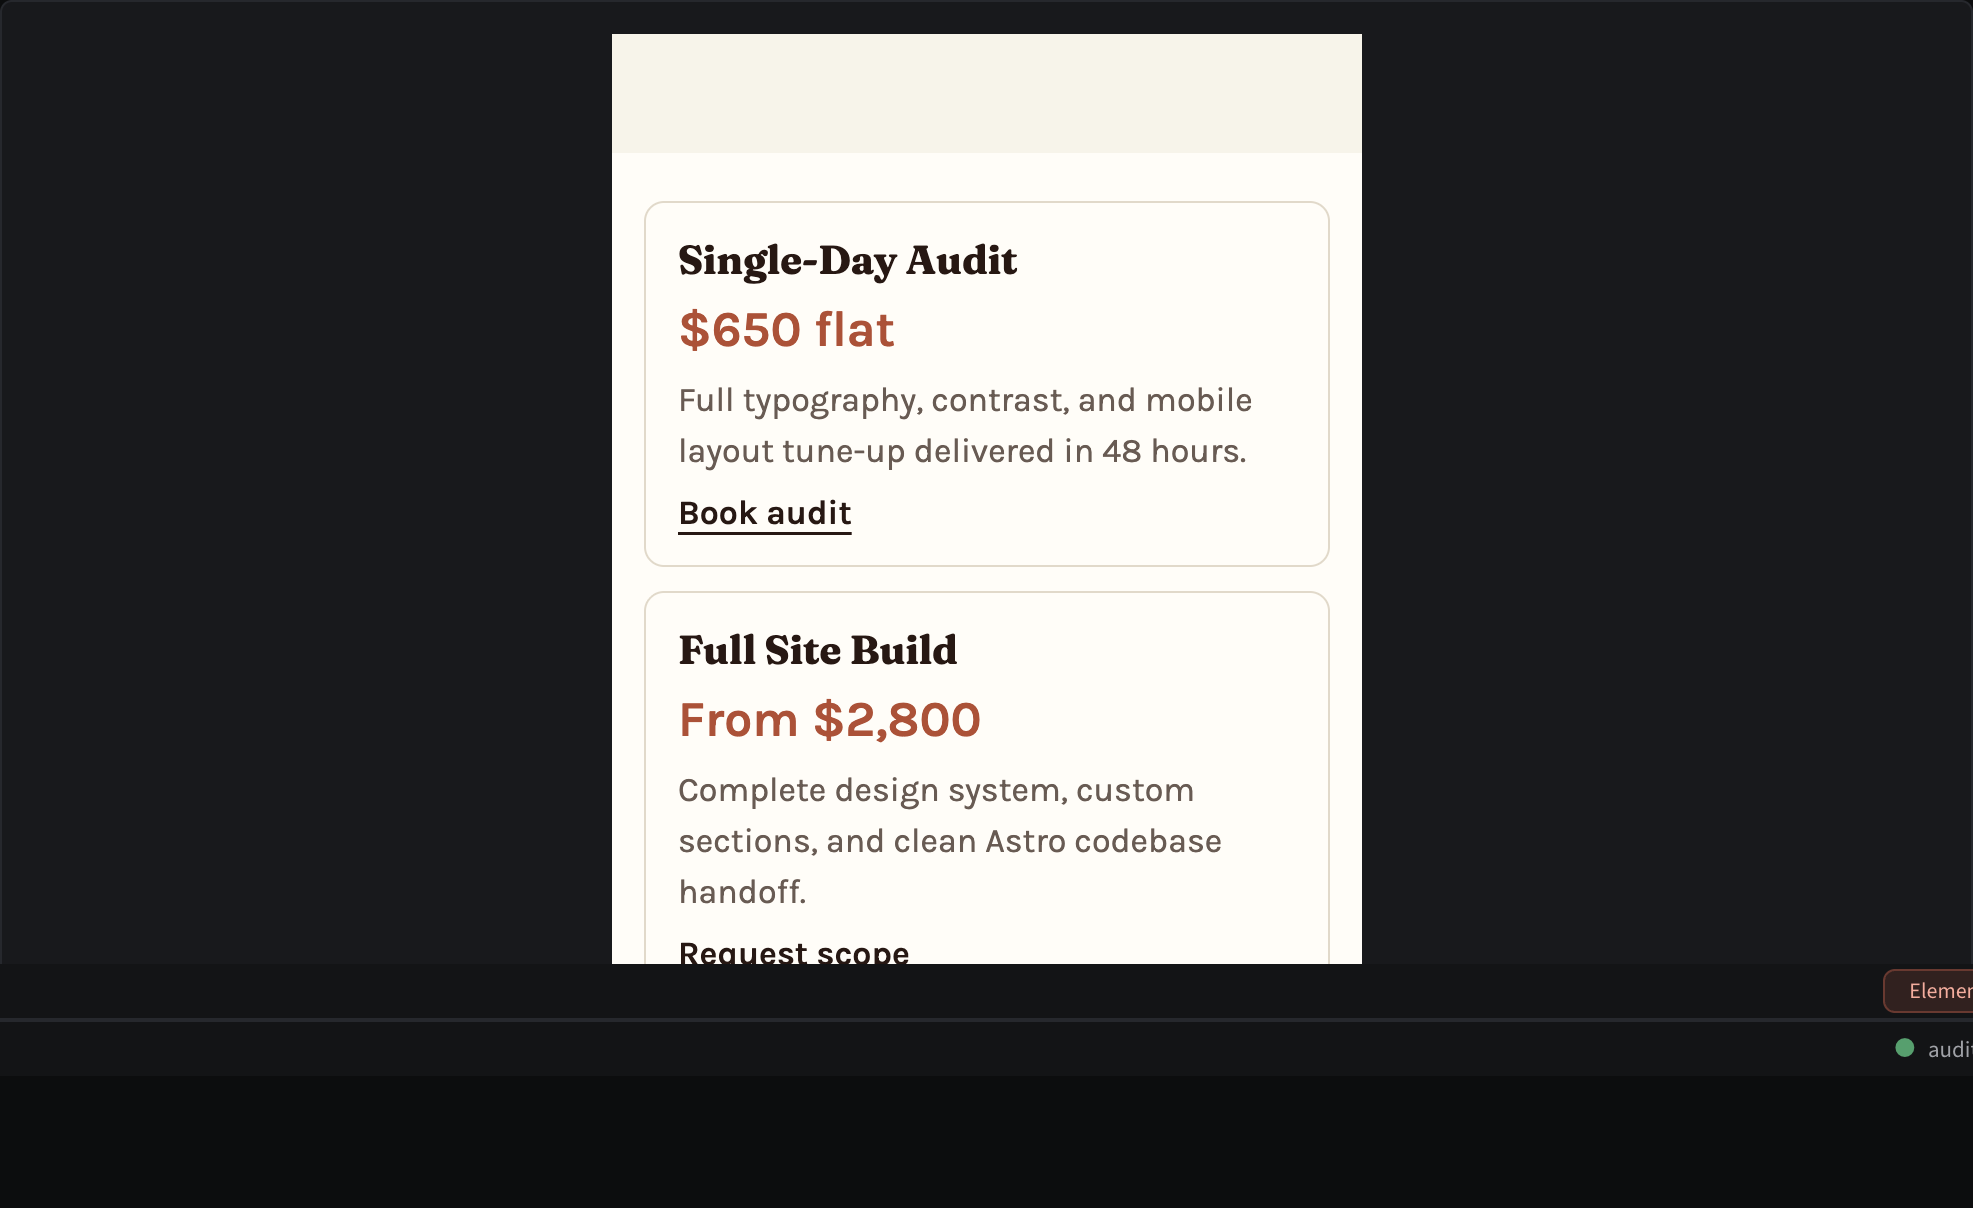 Single-Day Audit
$650 flat
Full typography, contrast, and mobile
layout tune-up delivered in 48 hours.
Book audit
Full Site Build
From $2,800
Complete design system, custom
sections, and clean Astro codebase
handoff.
Request scope